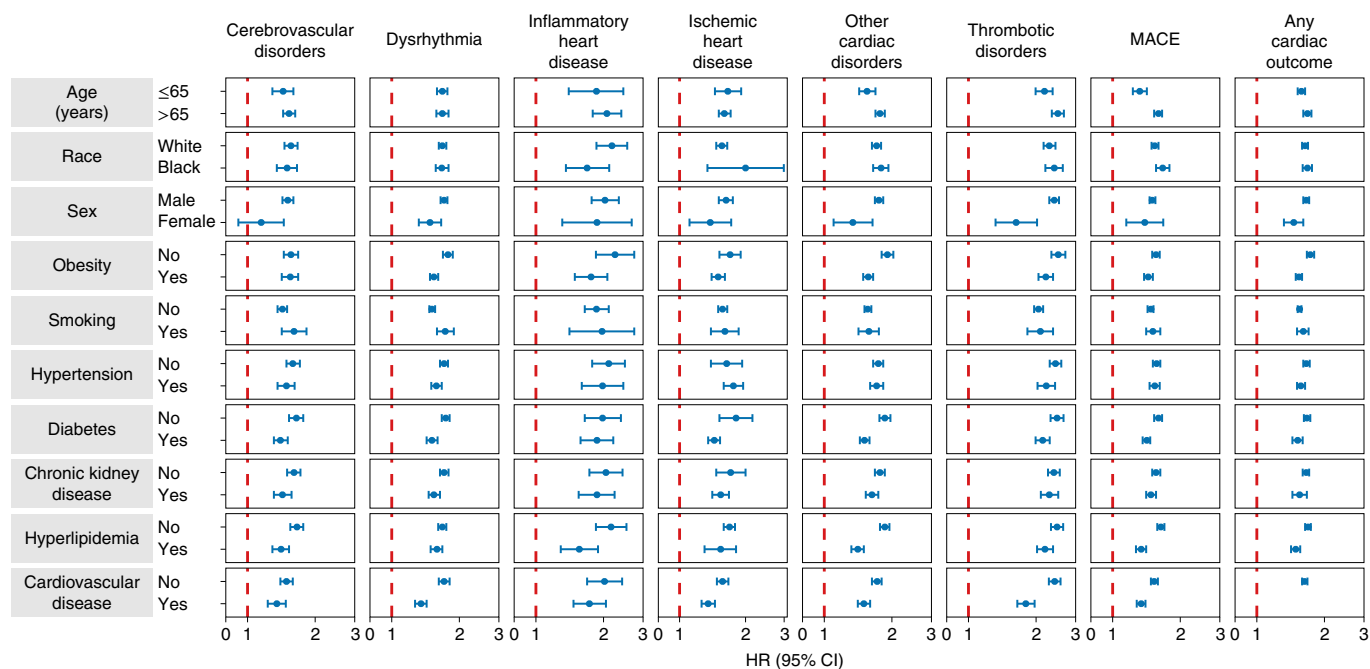 Cerebrovascular
disorders
Dysrhythmia
Inflammatory
heart
disease
Ischemic
heart
disease
Other
cardiac
disorders
Thrombotic
disorders
MACE
Any
cardiac
outcome
Age
(years)
≤65
>65
Race
White
Black
Sex
Male
Female
Obesity
No
Yes
Smoking
No
Yes
Hypertension
No
Yes
Diabetes
No
Yes
Chronic kidney
disease
No
Yes
Hyperlipidemia
No
Yes
Cardiovascular
disease
No
Yes
0 1 2 3 0 1 2 3 0 1 2 3 0 1 2 3 0 1 2 3 0 1 2 3 0 1 2 3 0 1 2 3
HR (95% CI)